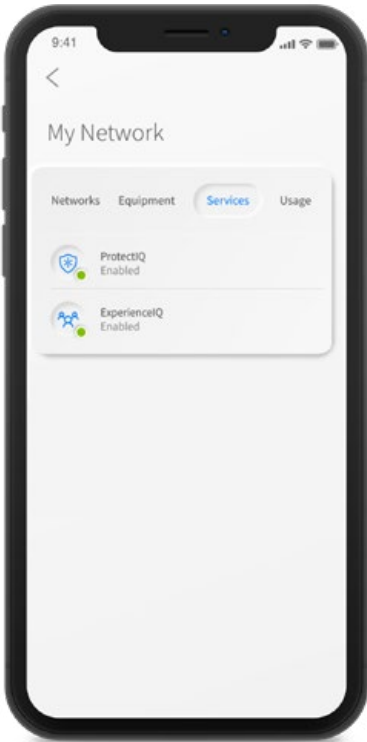 9:41
My Network
Networks Equipment Services Usage
ProtectIQ
Enabled
ExperienceIQ
Enabled